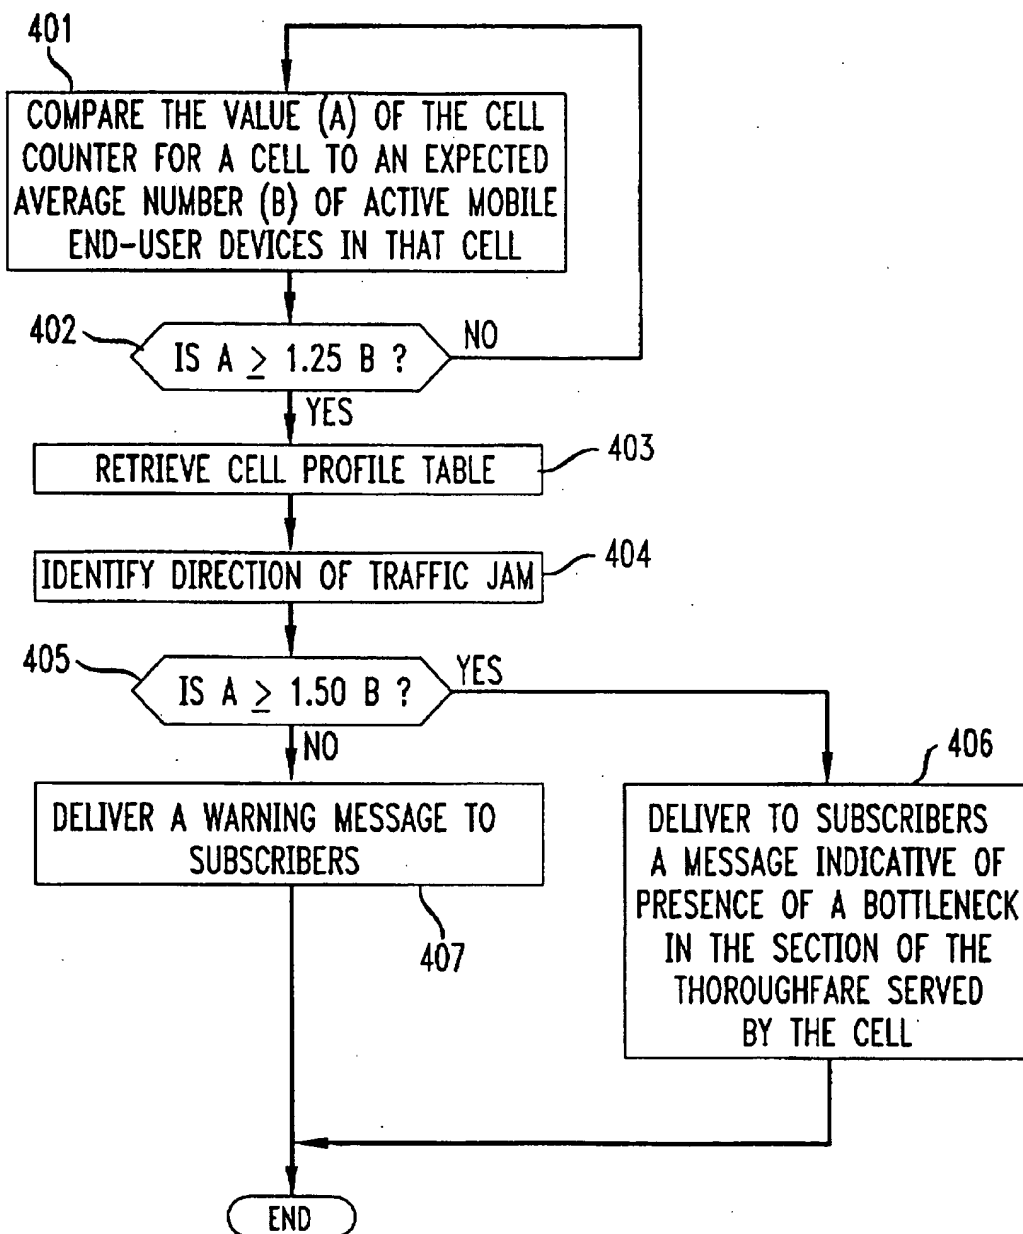 401
COMPARE THE VALUE (A) OF THE CELL
COUNTER FOR A CELL TO AN EXPECTED
AVERAGE NUMBER (B) OF ACTIVE MOBILE
END-USER DEVICES IN THAT CELL
402
IS A ≥ 1.25 B ?
NO
YES
RETRIEVE CELL PROFILE TABLE
403
IDENTIFY DIRECTION OF TRAFFIC JAM
404
405
IS A ≥ 1.50 B ?
YES
NO
406
DELIVER A WARNING MESSAGE TO
SUBSCRIBERS
407
DELIVER TO SUBSCRIBERS
A MESSAGE INDICATIVE OF
PRESENCE OF A BOTTLENECK
IN THE SECTION OF THE
THOROUGHFARE SERVED
BY THE CELL
END